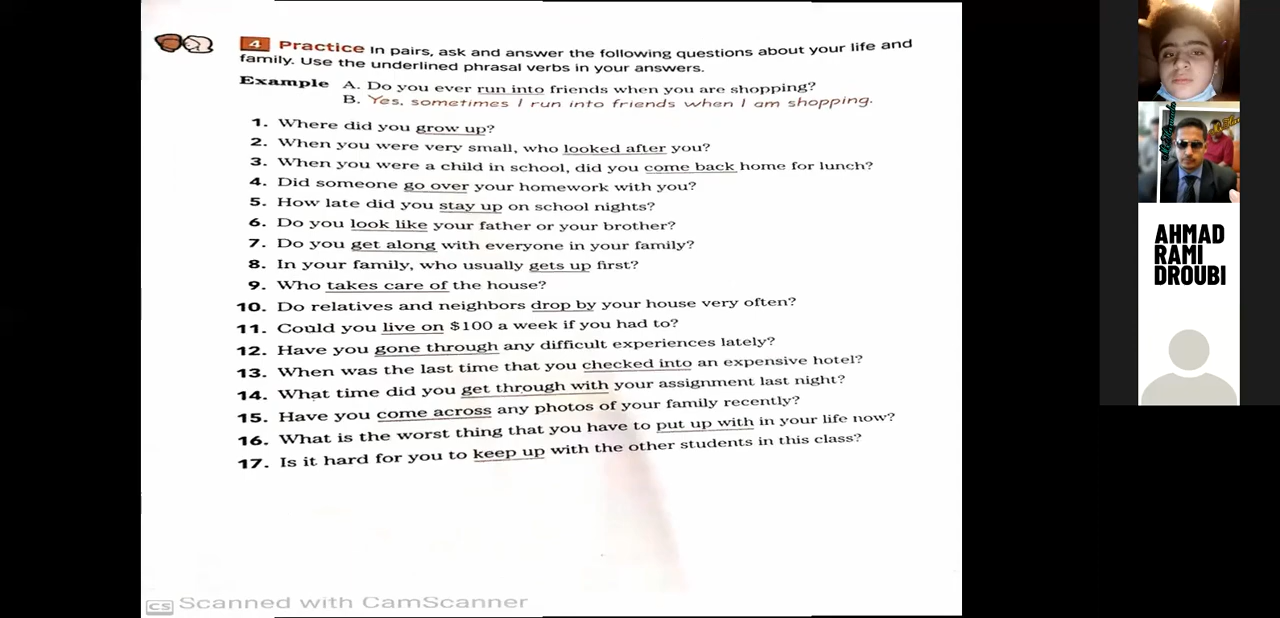 4 Practice In pairs, ask and answer the following questions about your life and
family. Use the underlined phrasal verbs in your answers.
Example A. Do you ever run into friends when you are shopping?
B. Yes, sometimes I run into friends when I am shopping.
1. Where did you grow up?
2. When you were very small, who looked after you?
3. When you were a child in school, did you come back home for lunch?
4. Did someone go over your homework with you?
5. How late did you stay up on school nights?
6. Do you look like your father or your brother?
7. Do you get along with everyone in your family?
8. In your family, who usually gets up first?
9. Who takes care of the house?
10. Do relatives and neighbors drop by your house very often?
11. Could you live on $100 a week if you had to?
12. Have you gone through any difficult experiences lately?
13. When was the last time that you checked into an expensive hotel?
14. What time did you get through with your assignment last night?
15. Have you come across any photos of your family recently?
16. What is the worst thing that you have to put up with in your life now?
17. Is it hard for you to keep up with the other students in this class?
CS Scanned with CamScanner
AHMAD
RAMI
DROUBI